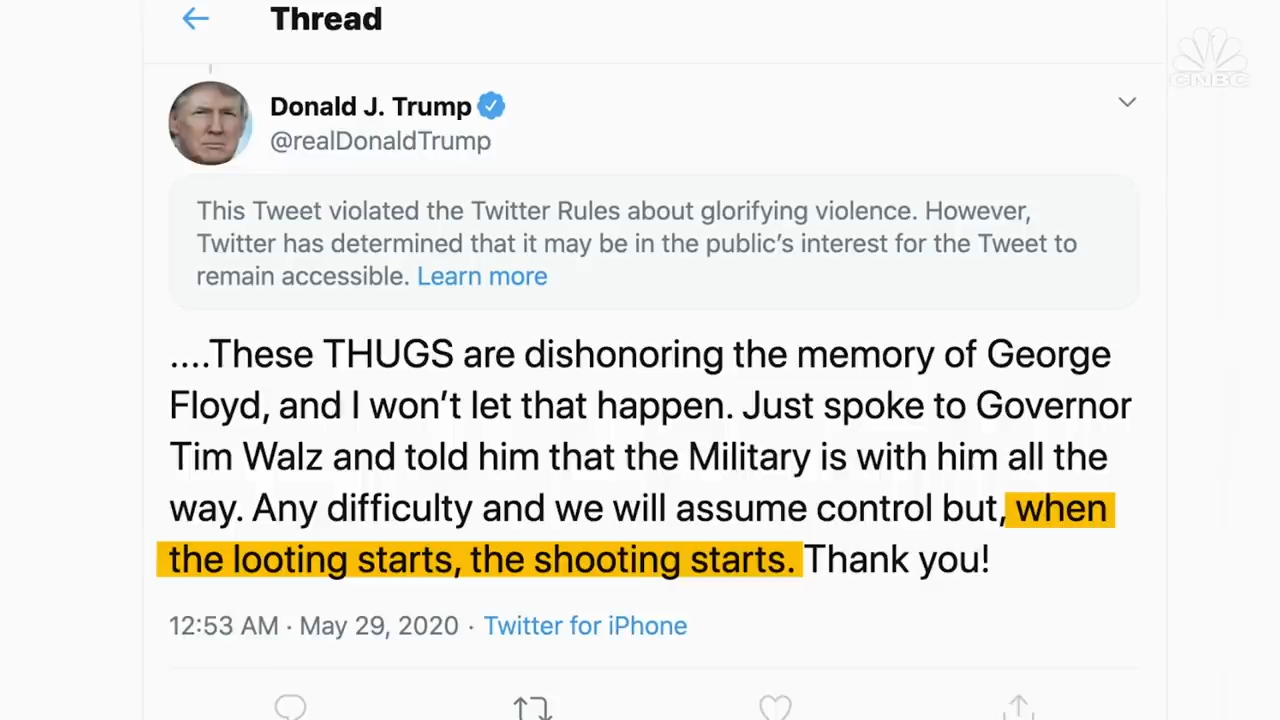 Thread
CNBC
Donald J. Trump
@realDonaldTrump
This Tweet violated the Twitter Rules about glorifying violence. However,
Twitter has determined that it may be in the public’s interest for the Tweet to
remain accessible. Learn more
....These THUGS are dishonoring the memory of George
Floyd, and I won’t let that happen. Just spoke to Governor
Tim Walz and told him that the Military is with him all the
way. Any difficulty and we will assume control but, when
the looting starts, the shooting starts. Thank you!
12:53 AM · May 29, 2020 · Twitter for iPhone